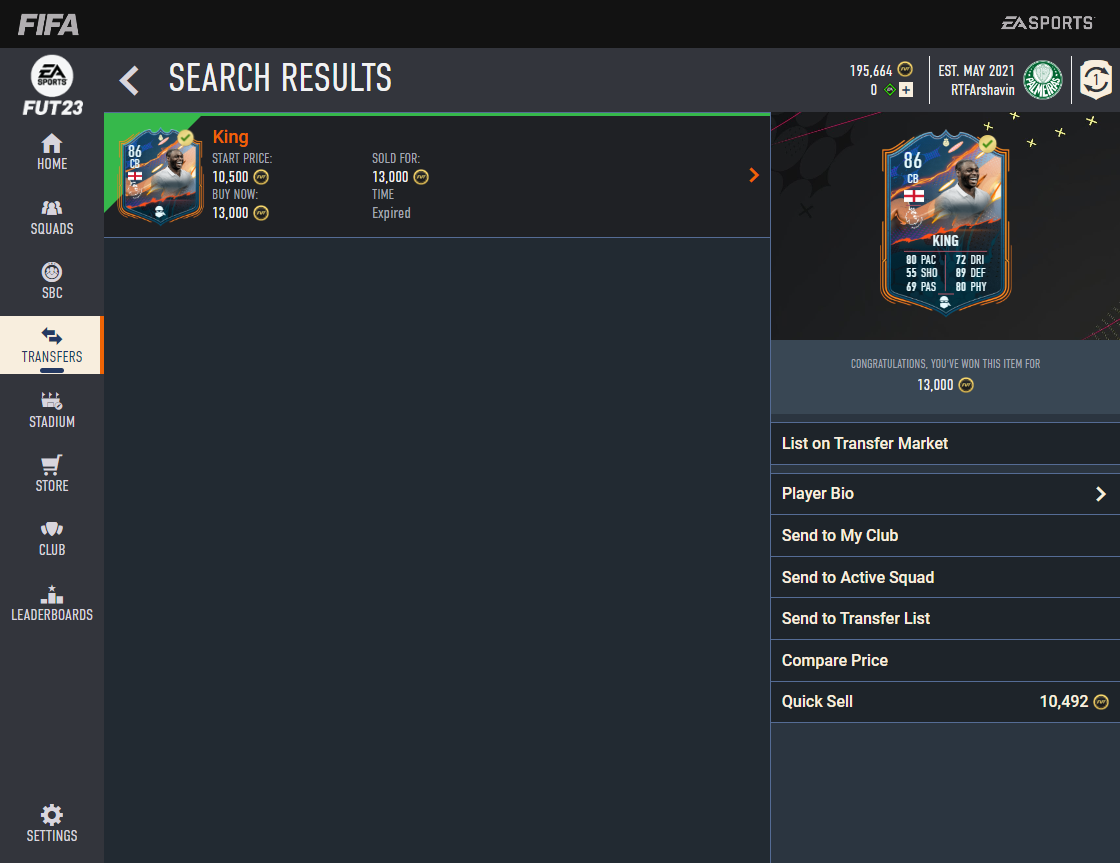 FIFA
EA SPORTS
EA SPORTS
FUT23
SEARCH RESULTS
195,664
0
EST. MAY 2021
RTFArshavin
PALMEIRAS
1
HOME
SQUADS
SBC
TRANSFERS
STADIUM
STORE
CLUB
LEADERBOARDS
SETTINGS
86
CB
King
START PRICE:
10,500
BUY NOW:
13,000
SOLD FOR:
13,000
TIME
Expired
86
CB
KING
80 PAC 72 DRI
55 SHO 89 DEF
69 PAS 80 PHY
CONGRATULATIONS, YOU'VE WON THIS ITEM FOR
13,000
List on Transfer Market
Player Bio
Send to My Club
Send to Active Squad
Send to Transfer List
Compare Price
Quick Sell 10,492